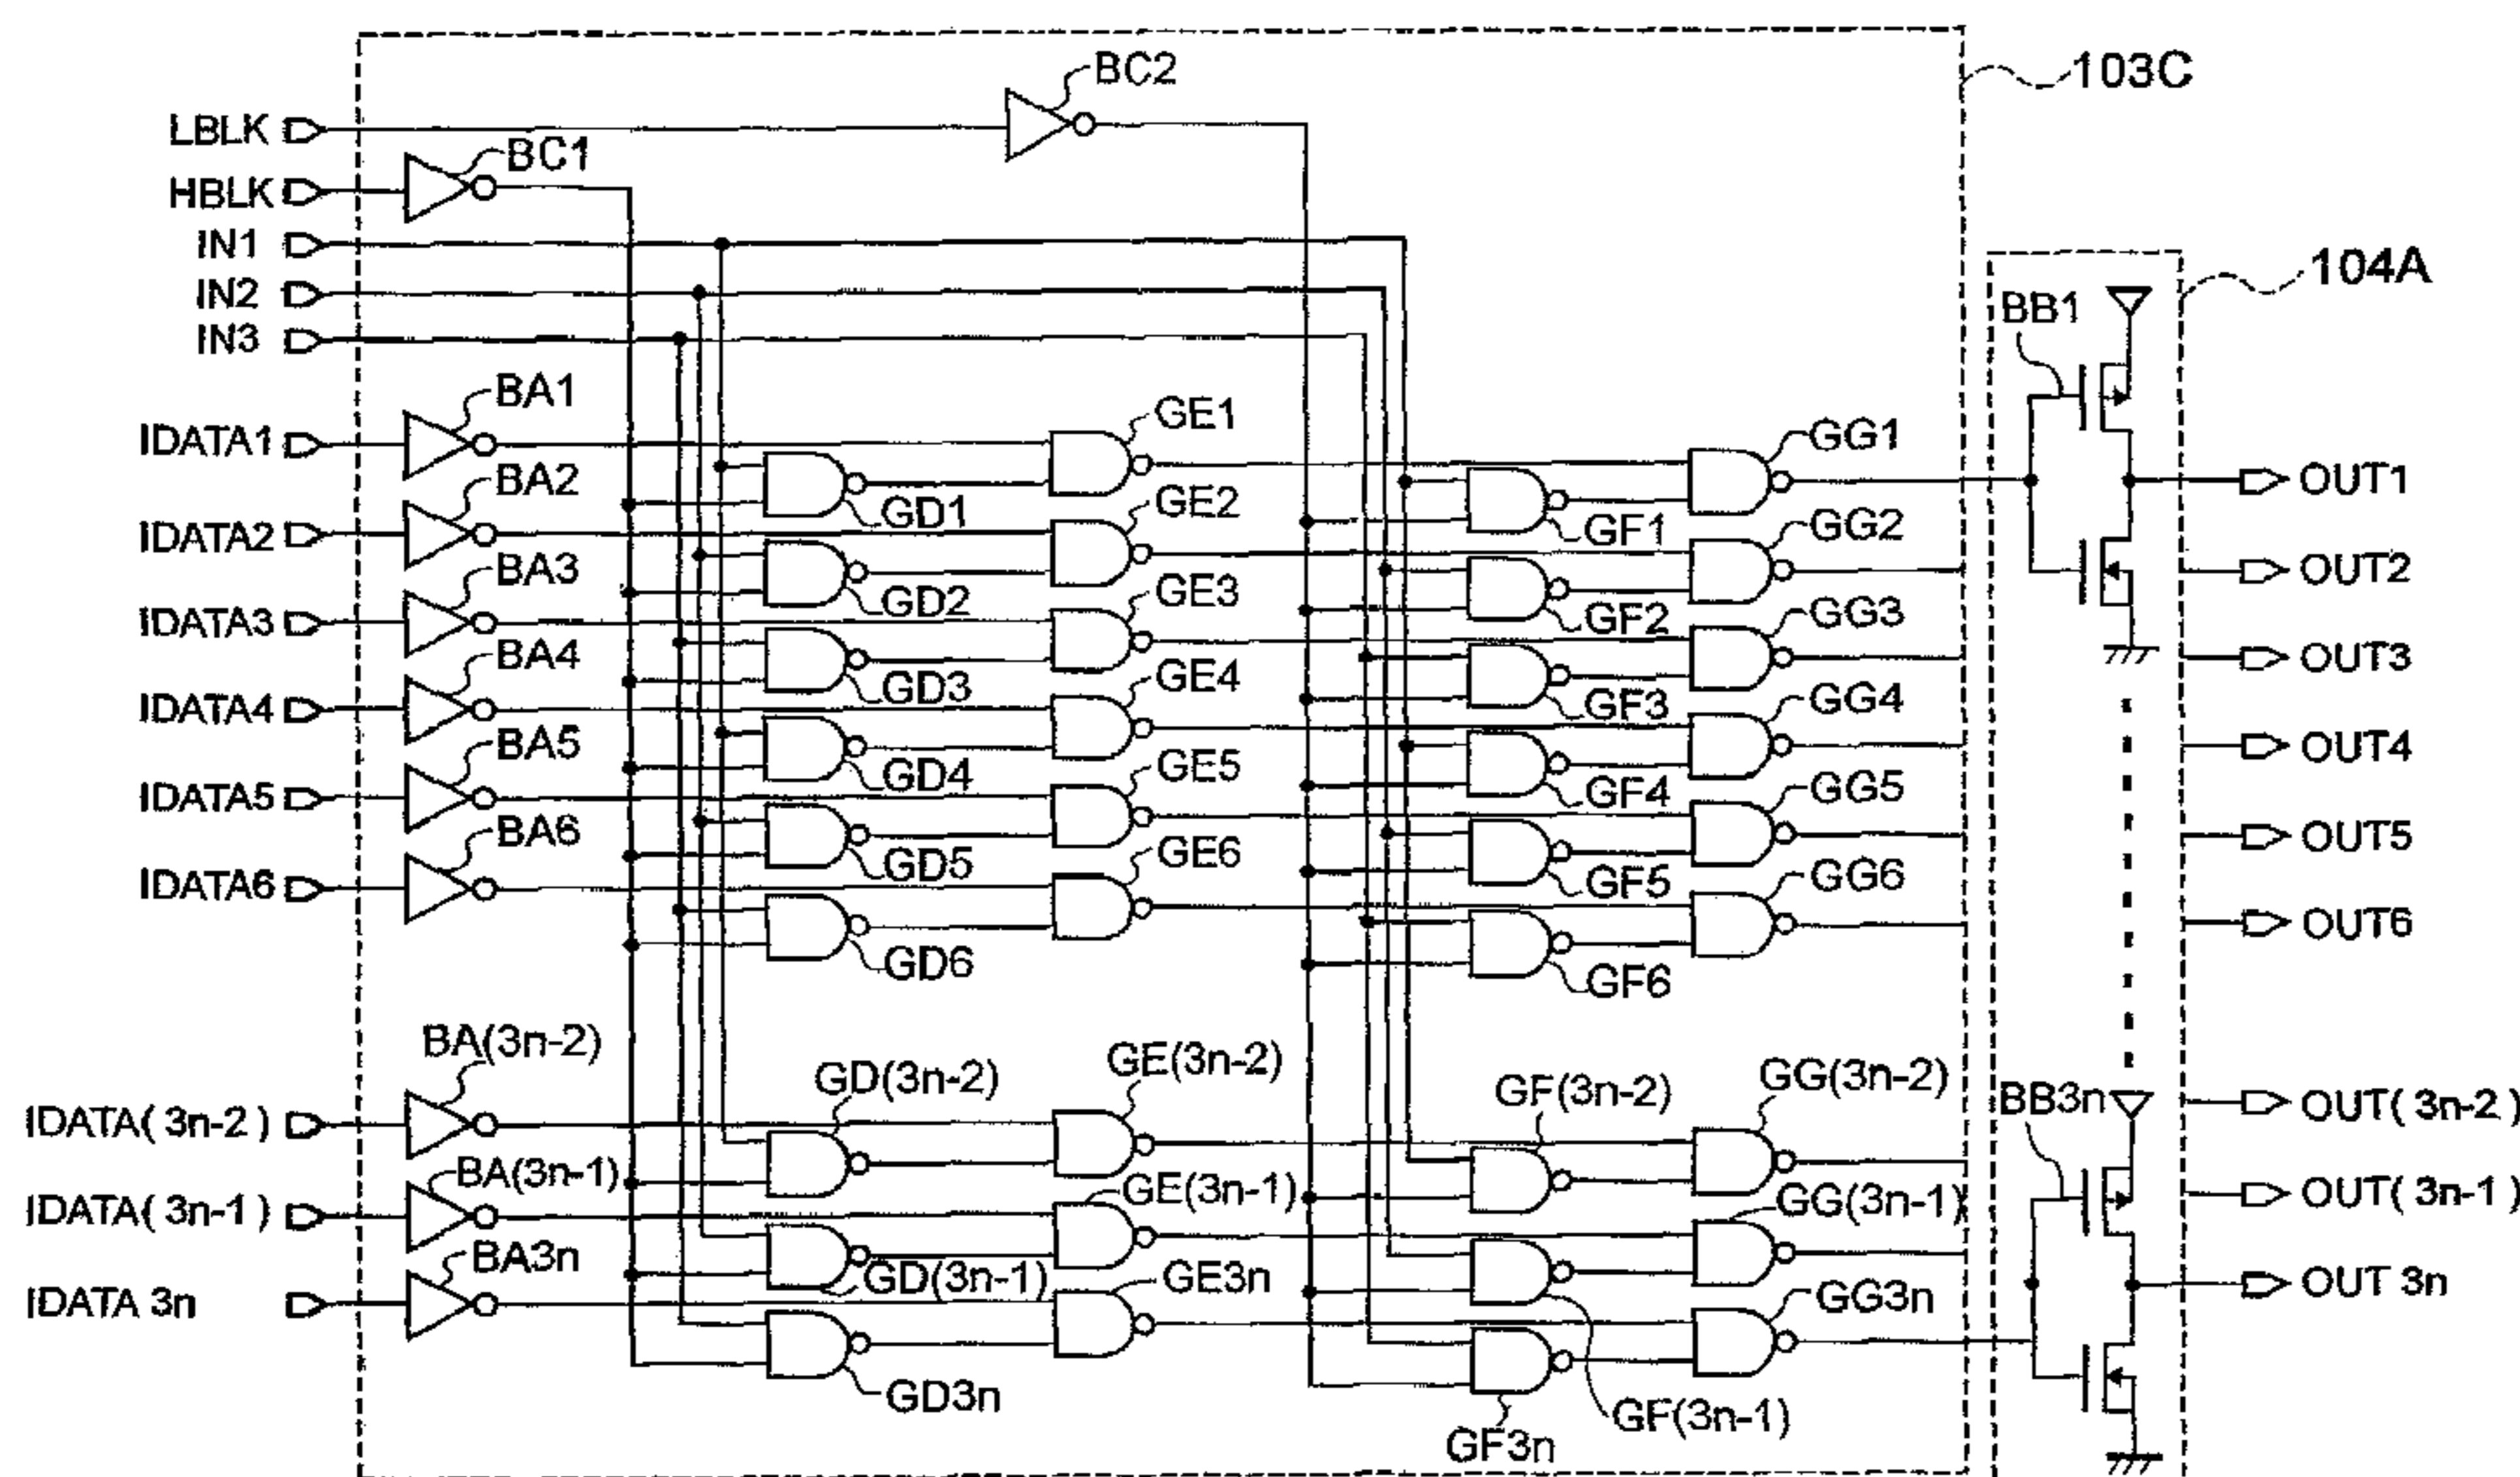 BC2
103C
LBLK
BC1
HBLK
IN1
IN2
IN3
104A
BB1
BA1
GE1
IDATA1
GG1
BA2
OUT1
GD1
GE2
GF1
GG2
IDATA2
BA3
OUT2
GD2
GE3
GF2
GG3
IDATA3
BA4
OUT3
GD3
GE4
GF3
GG4
IDATA4
BA5
OUT4
GD4
GE5
GF4
GG5
IDATA5
BA6
OUT5
GD5
GE6
GF5
GG6
IDATA6
OUT6
GD6
GF6
BA(3n-2)
GD(3n-2)
GE(3n-2)
GF(3n-2)
GG(3n-2)
BB3n
IDATA(3n-2)
OUT(3n-2)
BA(3n-1)
GE(3n-1)
GG(3n-1)
IDATA(3n-1)
OUT(3n-1)
BA3n
GD(3n-1)
GE3n
GG3n
IDATA 3n
OUT 3n
GD3n
GF(3n-1)
GF3n